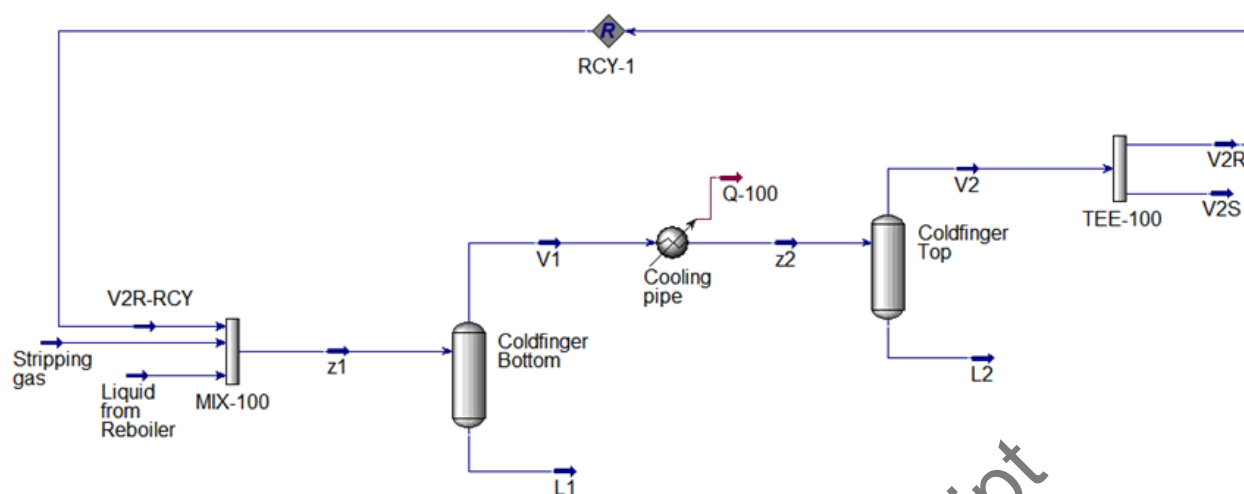 R
RCY-1
V2R
V2
V2S
TEE-100
Q-100
V1
z2
Coldfinger
Top
Cooling
pipe
V2R-RCY
Coldfinger
Bottom
Stripping
gas
z1
L2
Liquid
from
Reboiler
MIX-100
L1